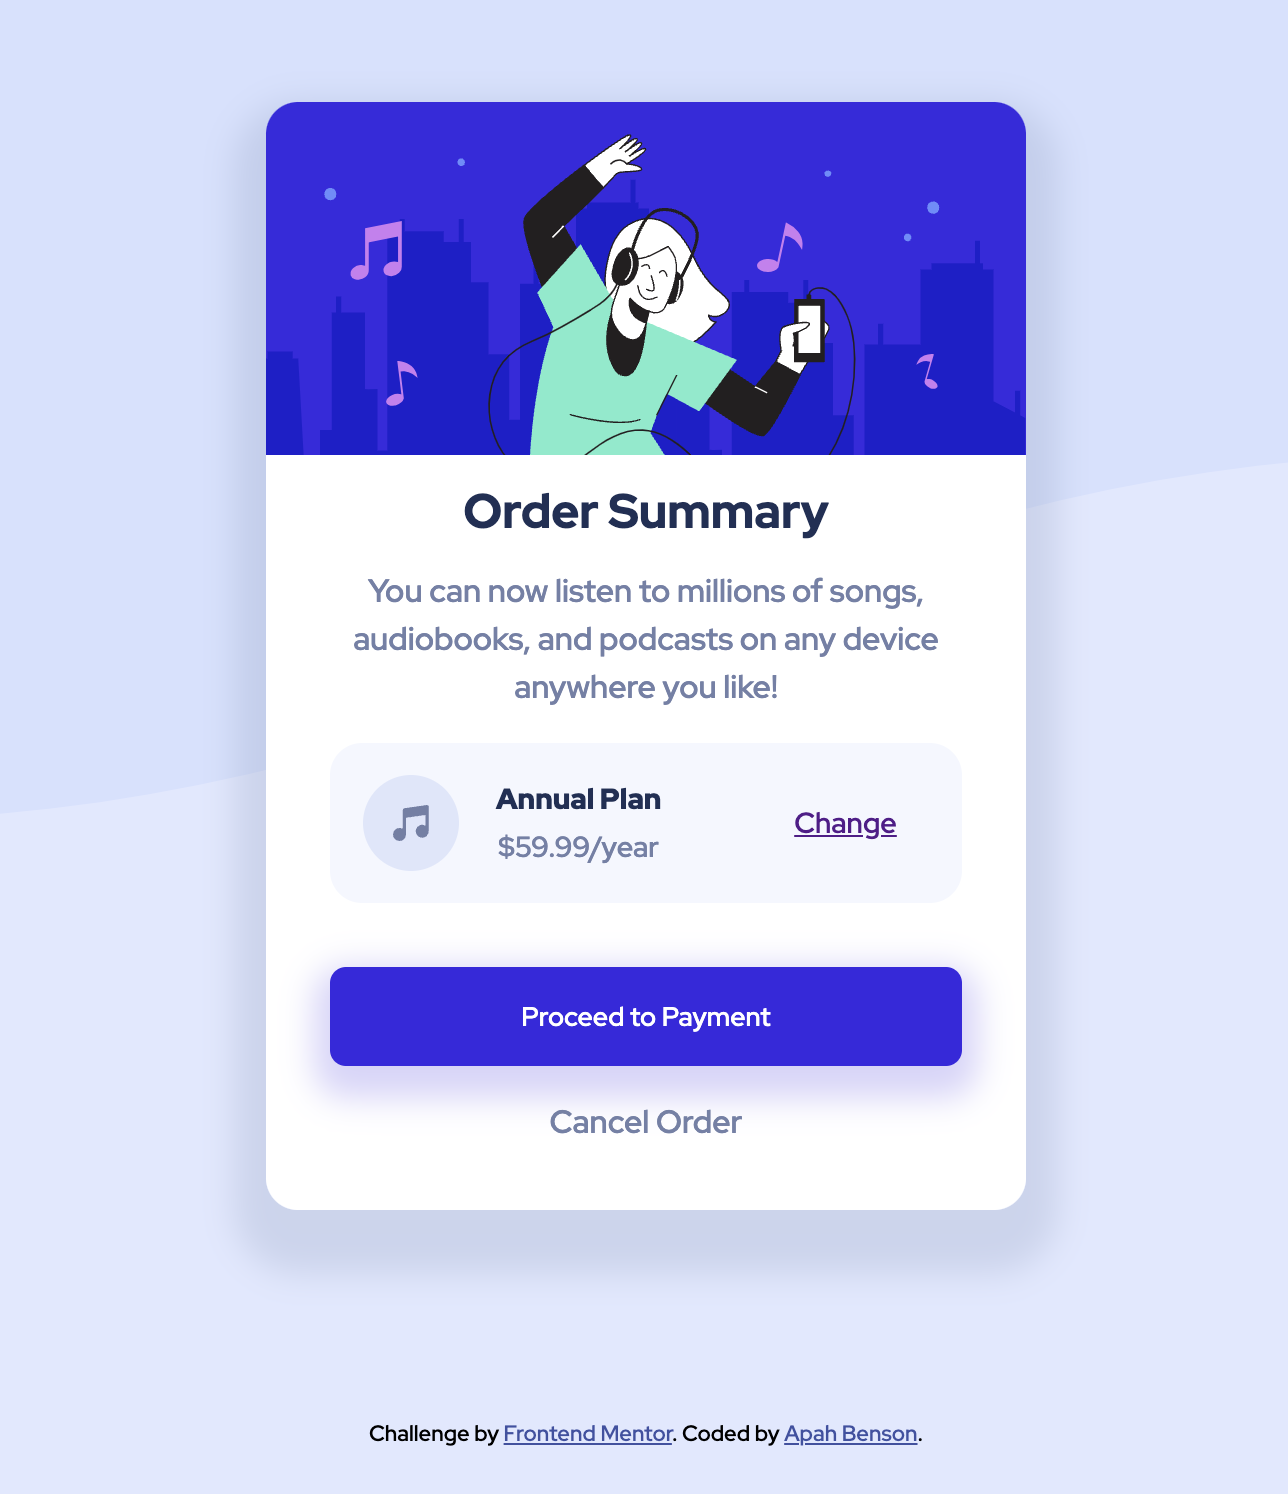 Order Summary
You can now listen to millions of songs,
audiobooks, and podcasts on any device
anywhere you like!
Annual Plan
$59.99/year
Change
Proceed to Payment
Cancel Order
Challenge by Frontend Mentor. Coded by Apah Benson.